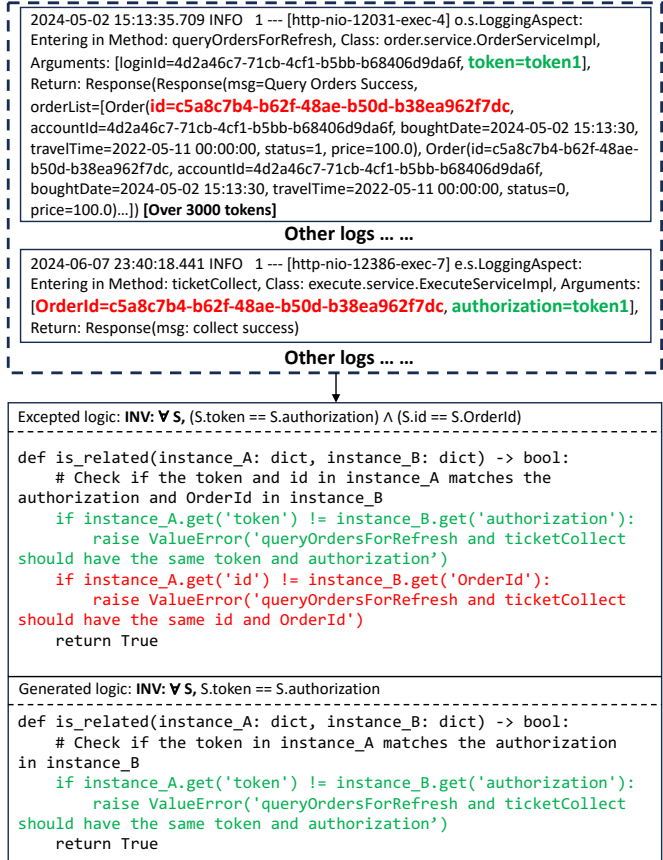 2024-05-02 15:13:35.709 INFO 1 --- [http-nio-12031-exec-4] o.s.LoggingAspect:
Entering in Method: queryOrdersForRefresh, Class: order.service.OrderServiceImpl,
Arguments: [loginId=4d2a46c7-71cb-4cf1-b5bb-b68406d9da6f, token=token1],
Return: Response(Response(msg=Query Orders Success,
orderList=[Order(id=c5a8c7b4-b62f-48ae-b50d-b38ea962f7dc,
accountId=4d2a46c7-71cb-4cf1-b5bb-b68406d9da6f, boughtDate=2024-05-02 15:13:30,
travelTime=2022-05-11 00:00:00, status=1, price=100.0), Order(id=c5a8c7b4-b62f-48ae-
b50d-b38ea962f7dc, accountId=4d2a46c7-71cb-4cf1-b5bb-b68406d9da6f,
boughtDate=2024-05-02 15:13:30, travelTime=2022-05-11 00:00:00, status=0,
price=100.0)...]) [Over 3000 tokens]
Other logs ... ...
2024-06-07 23:40:18.441 INFO 1 --- [http-nio-12386-exec-7] e.s.LoggingAspect:
Entering in Method: ticketCollect, Class: execute.service.ExecuteServiceImpl, Arguments:
[OrderId=c5a8c7b4-b62f-48ae-b50d-b38ea962f7dc, authorization=token1],
Return: Response(msg: collect success)
Other logs ... ...
Excepted logic: INV: ∀ S, (S.token == S.authorization) ∧ (S.id == S.OrderId)
def is_related(instance_A: dict, instance_B: dict) -> bool:
# Check if the token and id in instance_A matches the
authorization and OrderId in instance_B
if instance_A.get('token') != instance_B.get('authorization'):
raise ValueError('queryOrdersForRefresh and ticketCollect
should have the same token and authorization’)
if instance_A.get('id') != instance_B.get('OrderId'):
raise ValueError('queryOrdersForRefresh and ticketCollect
should have the same id and OrderId')
return True
Generated logic: INV: ∀ S, S.token == S.authorization
def is_related(instance_A: dict, instance_B: dict) -> bool:
# Check if the token in instance_A matches the authorization
in instance_B
if instance_A.get('token') != instance_B.get('authorization'):
raise ValueError('queryOrdersForRefresh and ticketCollect
should have the same token and authorization’)
return True